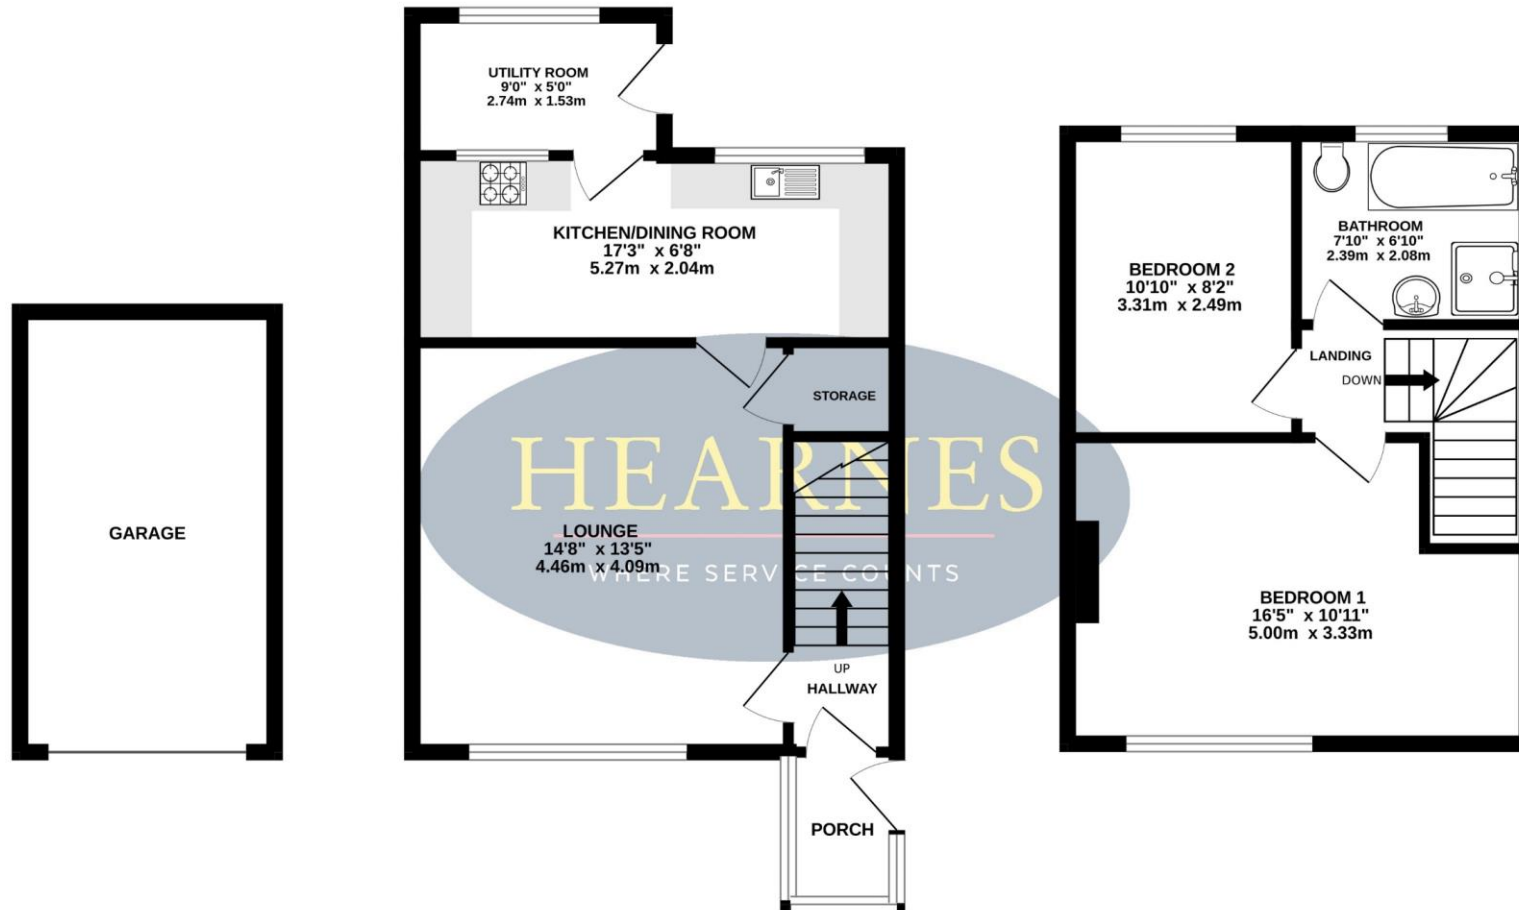 GARAGE
UTILITY ROOM
9'0" x 5'0"
2.74m x 1.53m
KITCHEN/DINING ROOM
17'3" x 6'8"
5.27m x 2.04m
STORAGE
HEARNES
WHERE SERVICE COUNTS
LOUNGE
14'8" x 13'5"
4.46m x 4.09m
UP
HALLWAY
PORCH
BEDROOM 2
10'10" x 8'2"
3.31m x 2.49m
BATHROOM
7'10" x 6'10"
2.39m x 2.08m
LANDING
DOWN
BEDROOM 1
16'5" x 10'11"
5.00m x 3.33m